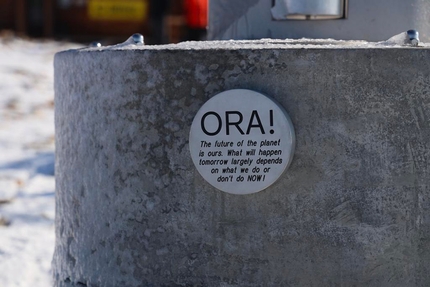 ORA!
The future of the planet
is ours. What will happen
tomorrow largely depends
on what we do or
don't do NOW!